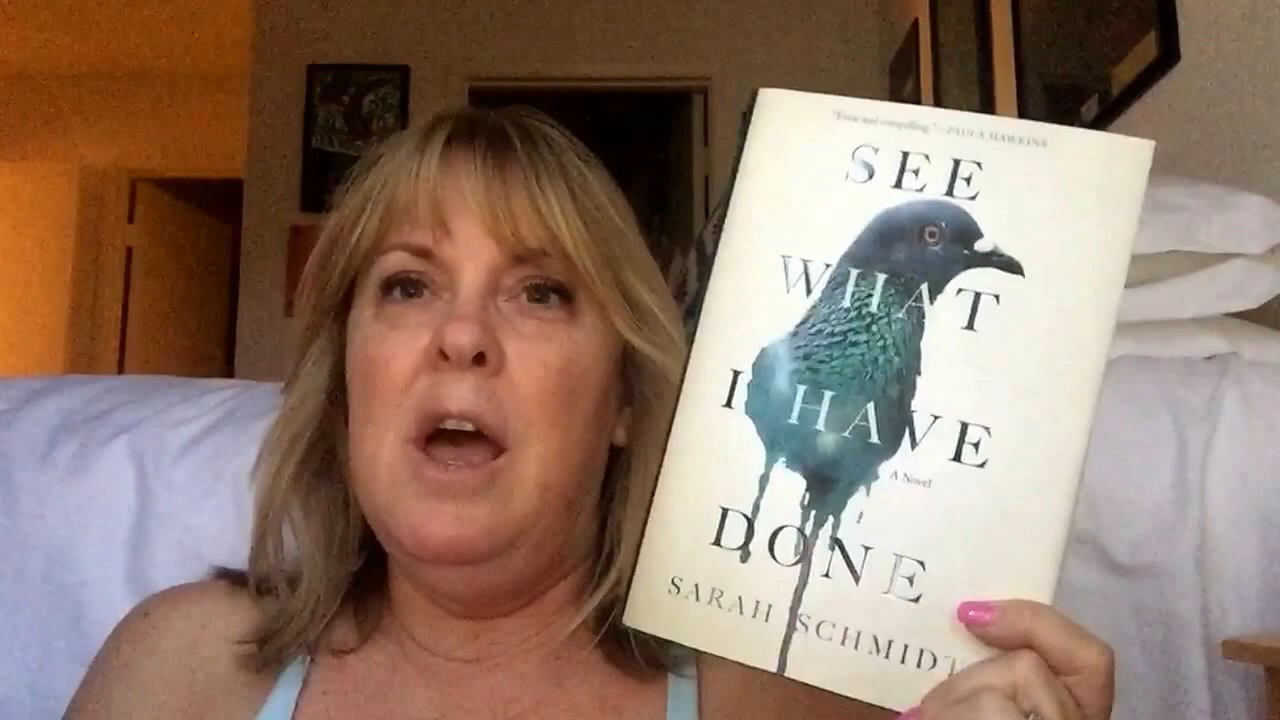 "Eerie and compelling." —PAULA HAWKINS
SEE
WHAT
I HAVE
A Novel
DONE
SARAH SCHMIDT